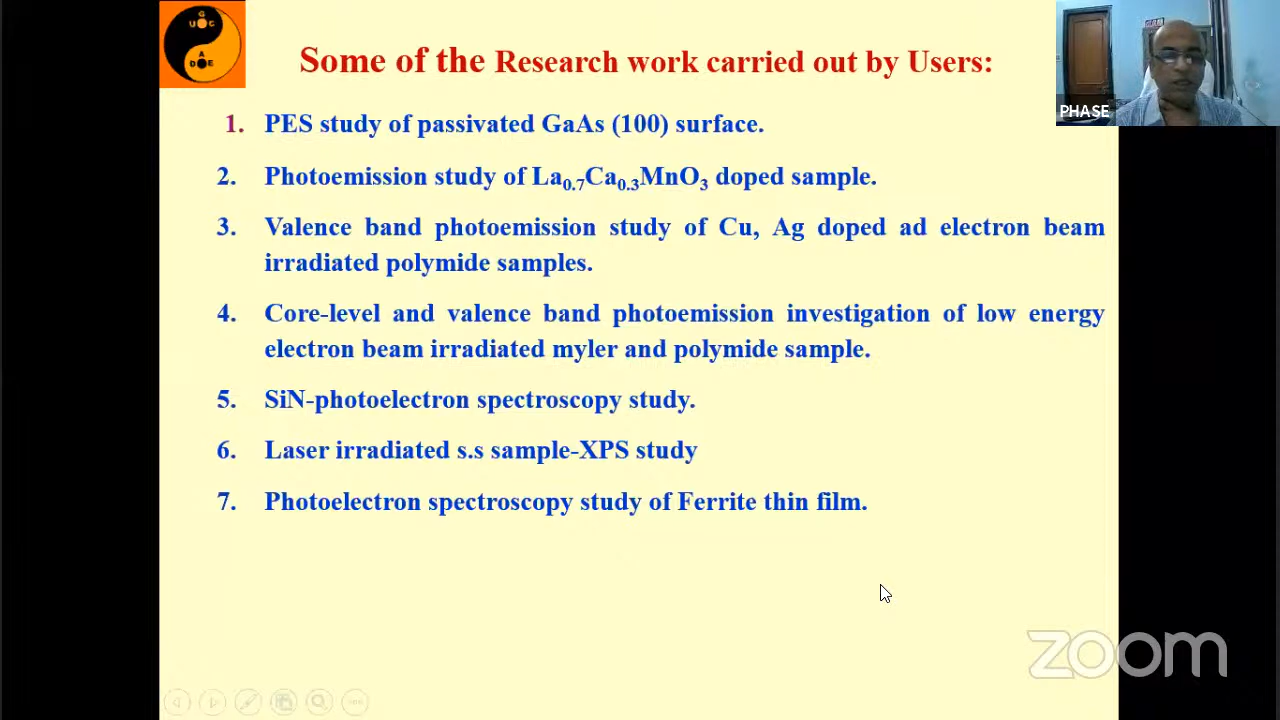 G
U G C
A
D A E
Some of the Research work carried out by Users:
PHASE
1. PES study of passivated GaAs (100) surface.
2. Photoemission study of La0.7Ca0.3MnO3 doped sample.
3. Valence band photoemission study of Cu, Ag doped ad electron beam
irradiated polymide samples.
4. Core-level and valence band photoemission investigation of low energy
electron beam irradiated myler and polymide sample.
5. SiN-photoelectron spectroscopy study.
6. Laser irradiated s.s sample-XPS study
7. Photoelectron spectroscopy study of Ferrite thin film.
zoom